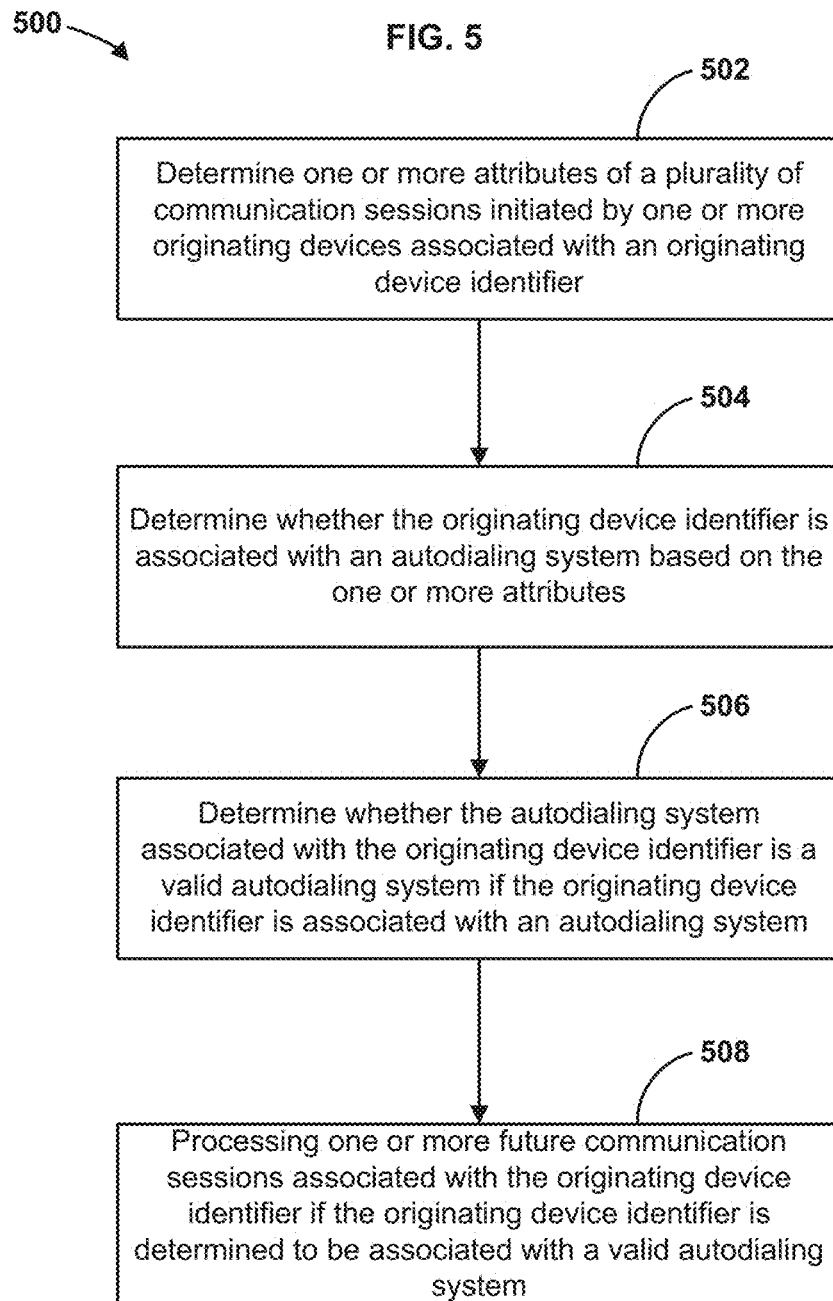 500
FIG. 5
502
Determine one or more attributes of a plurality of
communication sessions initiated by one or more
originating devices associated with an originating
device identifier
504
Determine whether the originating device identifier is
associated with an autodialing system based on the
one or more attributes
506
Determine whether the autodialing system
associated with the originating device identifier is a
valid autodialing system if the originating device
identifier is associated with an autodialing system
508
Processing one or more future communication
sessions associated with the originating device
identifier if the originating device identifier is
determined to be associated with a valid autodialing
system